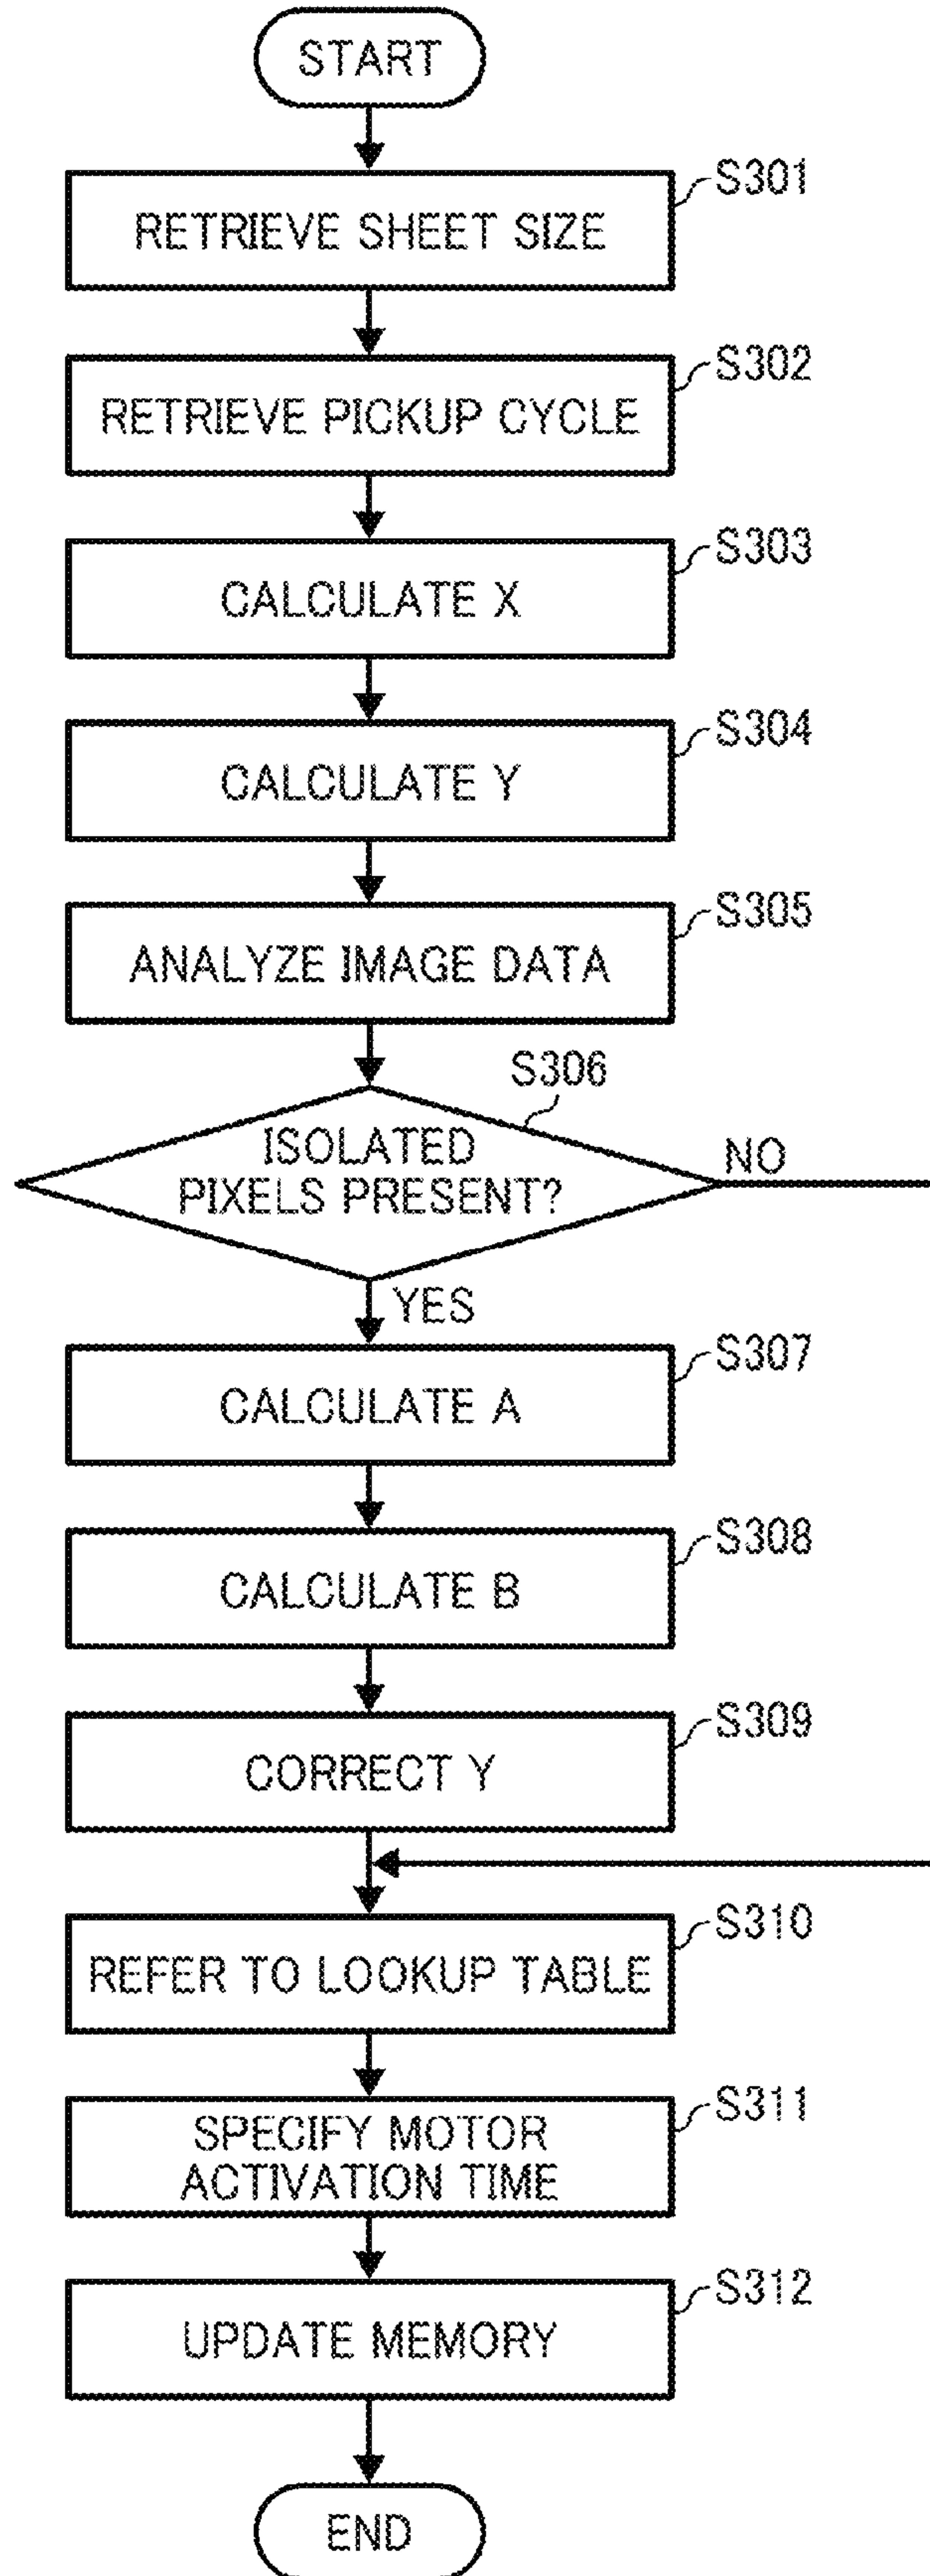 START
S301
RETRIEVE SHEET SIZE
S302
RETRIEVE PICKUP CYCLE
S303
CALCULATE X
S304
CALCULATE Y
S305
ANALYZE IMAGE DATA
S306
ISOLATED
PIXELS PRESENT?
NO
YES
S307
CALCULATE A
S308
CALCULATE B
S309
CORRECT Y
S310
REFER TO LOOKUP TABLE
S311
SPECIFY MOTOR
ACTIVATION TIME
S312
UPDATE MEMORY
END